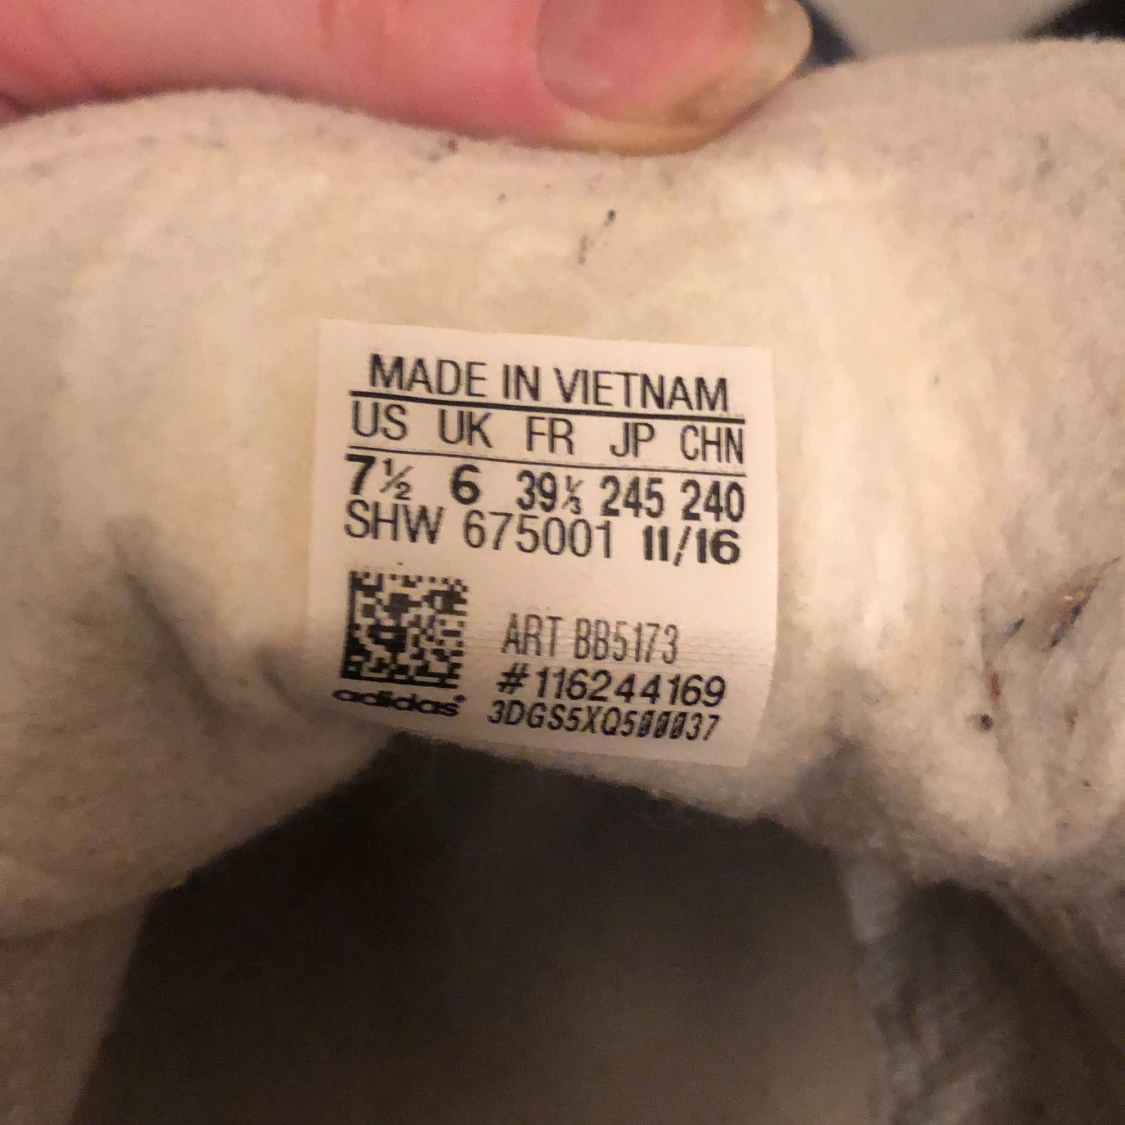 MADE IN VIETNAM
US UK FR JP CHN
7½ 6 39⅓ 245 240
SHW 675001 11/16
ART BB5173
#116244169
adidas
3DGS5XQ500037